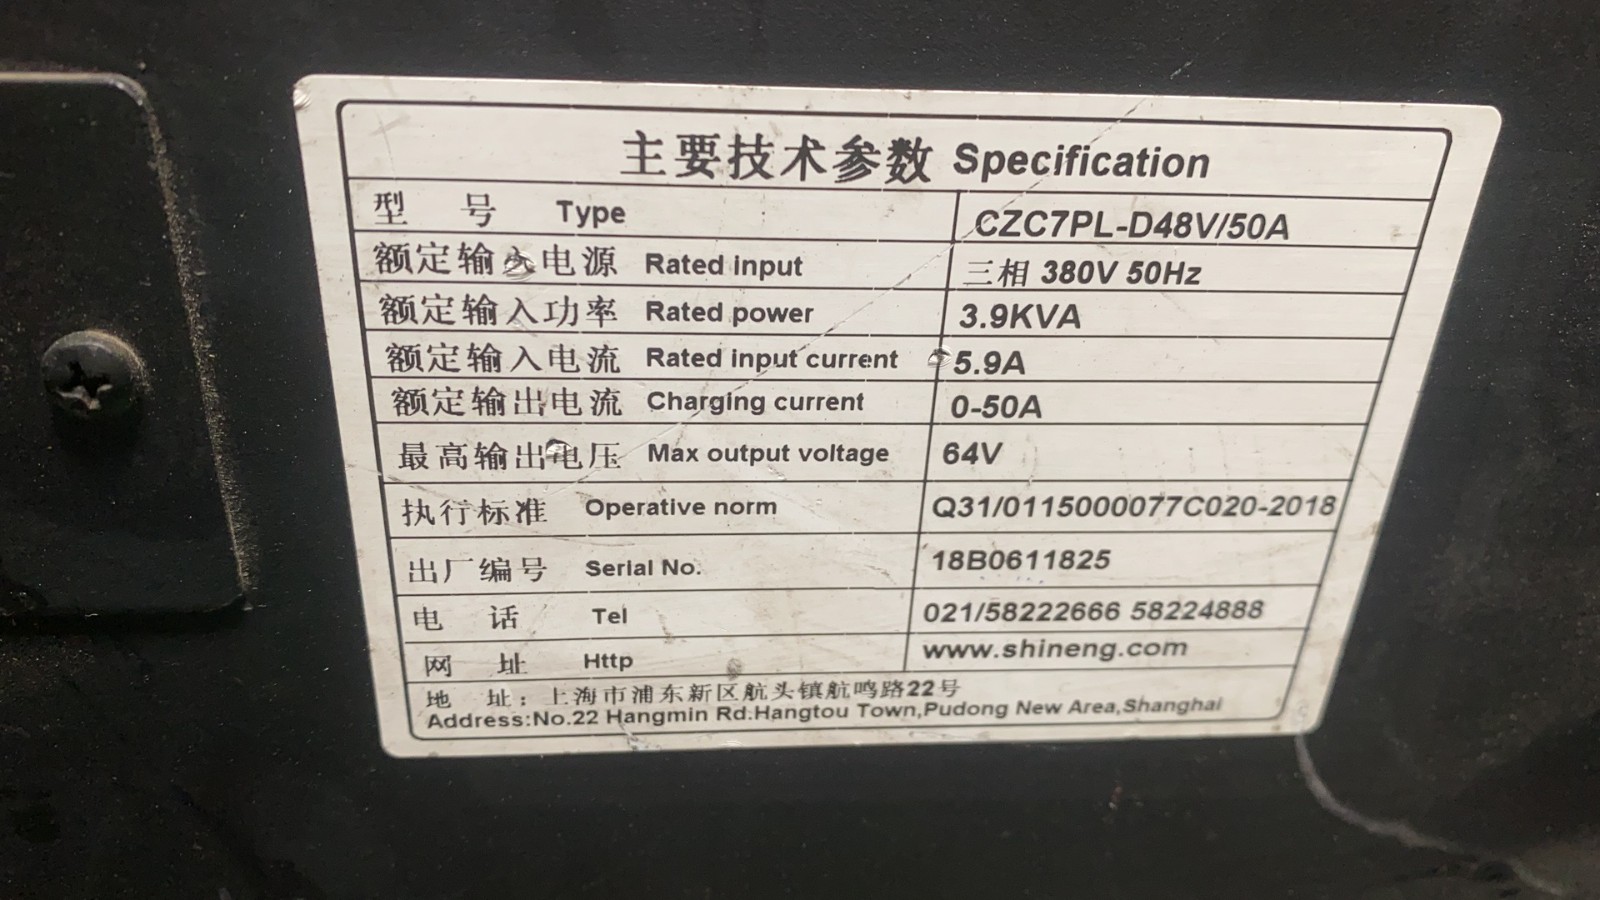 主要技术参数 Specification
型 号 Type CZC7PL-D48V/50A
额定输入电源 Rated input 三相 380V 50Hz
额定输入功率 Rated power 3.9KVA
额定输入电流 Rated input current 5.9A
额定输出电流 Charging current 0-50A
最高输出电压 Max output voltage 64V
执行标准 Operative norm Q31/0115000077C020-2018
出厂编号 Serial No. 18B0611825
电 话 Tel 021/58222666 58224888
网 址 Http www.shineng.com
地 址：上海市浦东新区航头镇航鸣路22号
Address:No.22 Hangmin Rd.Hangtou Town,Pudong New Area,Shanghai